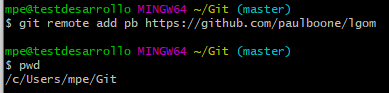 mpe@testdesarrollo MINGW64 ~/Git (master)
$ git remote add pb https://github.com/paulboone/lgom
mpe@testdesarrollo MINGW64 ~/Git (master)
$ pwd
/c/Users/mpe/Git